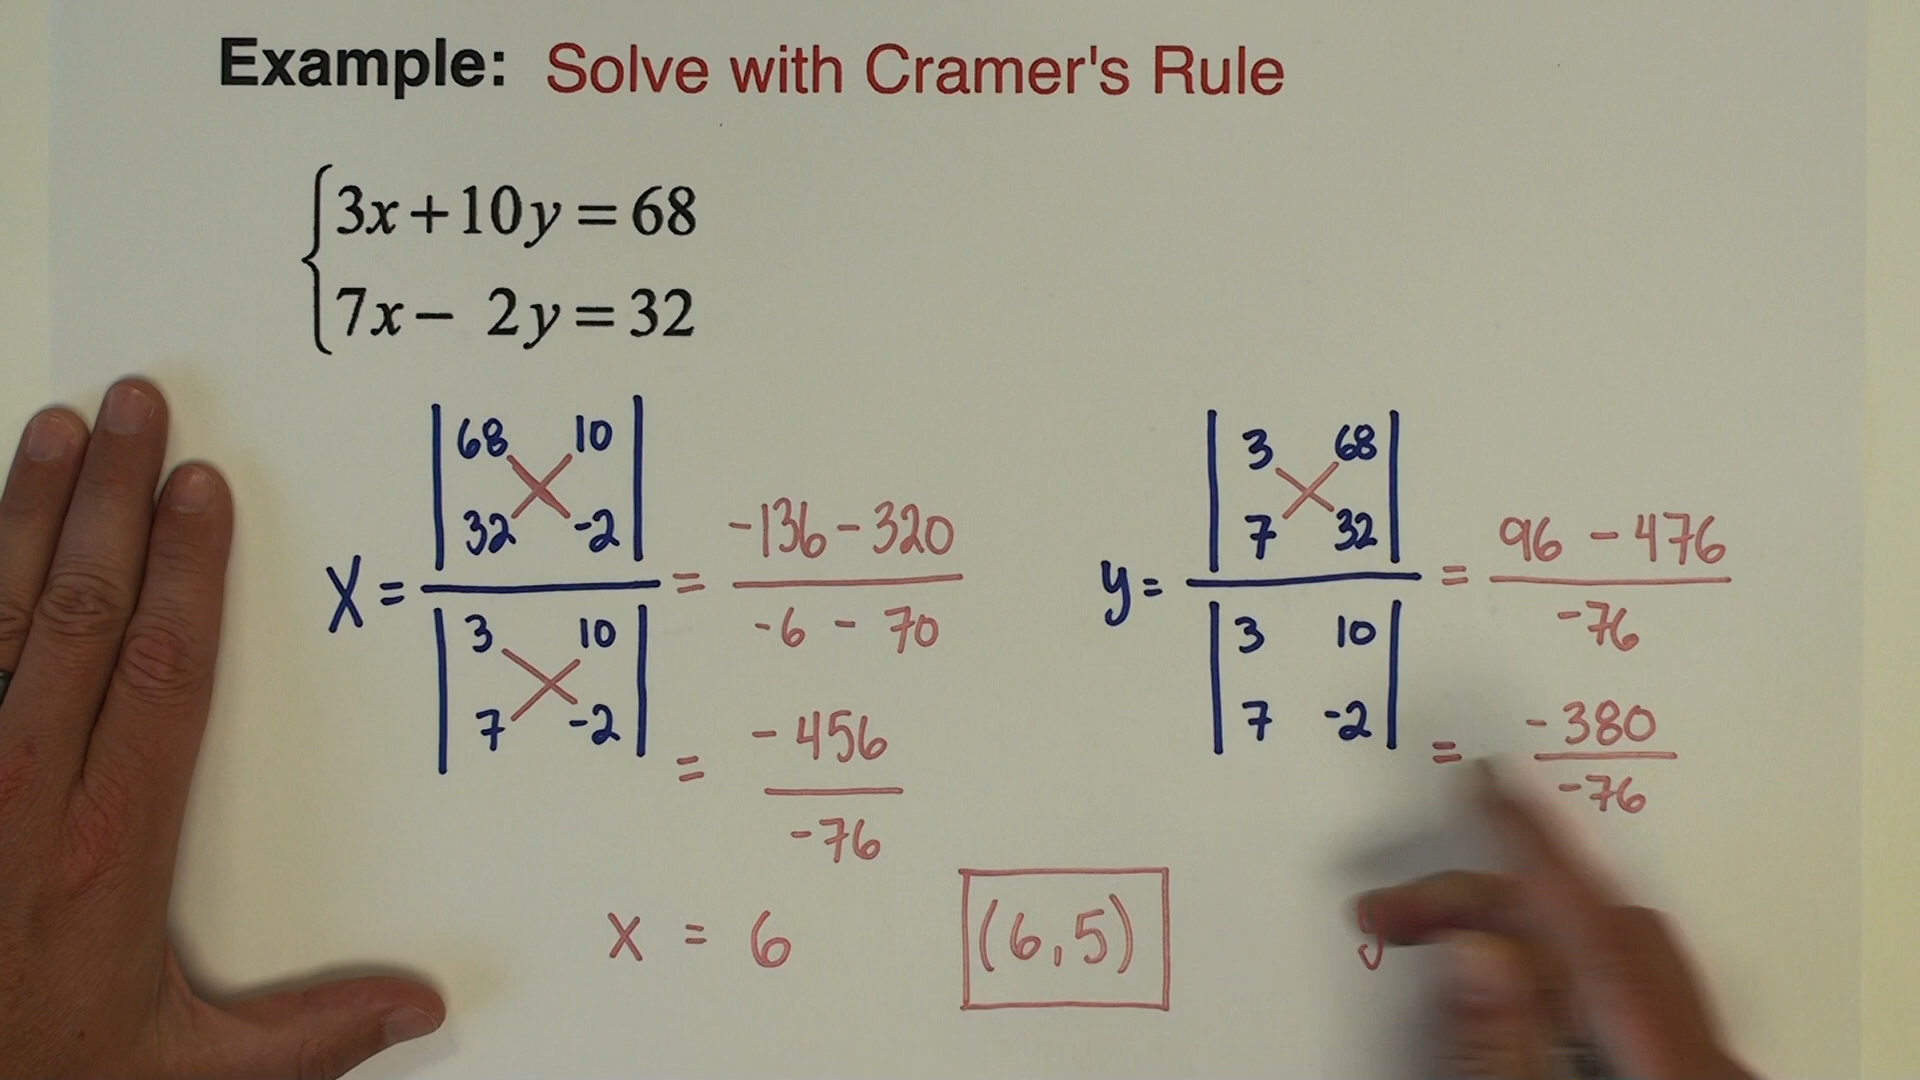 Example: Solve with Cramer's Rule
3x+10y=68
7x- 2y=32
68 10
32 -2
x = = -136-320
-6 - 70
3 10
7 -2
= -456
-76
x = 6
3 68
7 32
y = = 96 - 476
-76
3 10
7 -2
= -380
-76
(6,5)
y